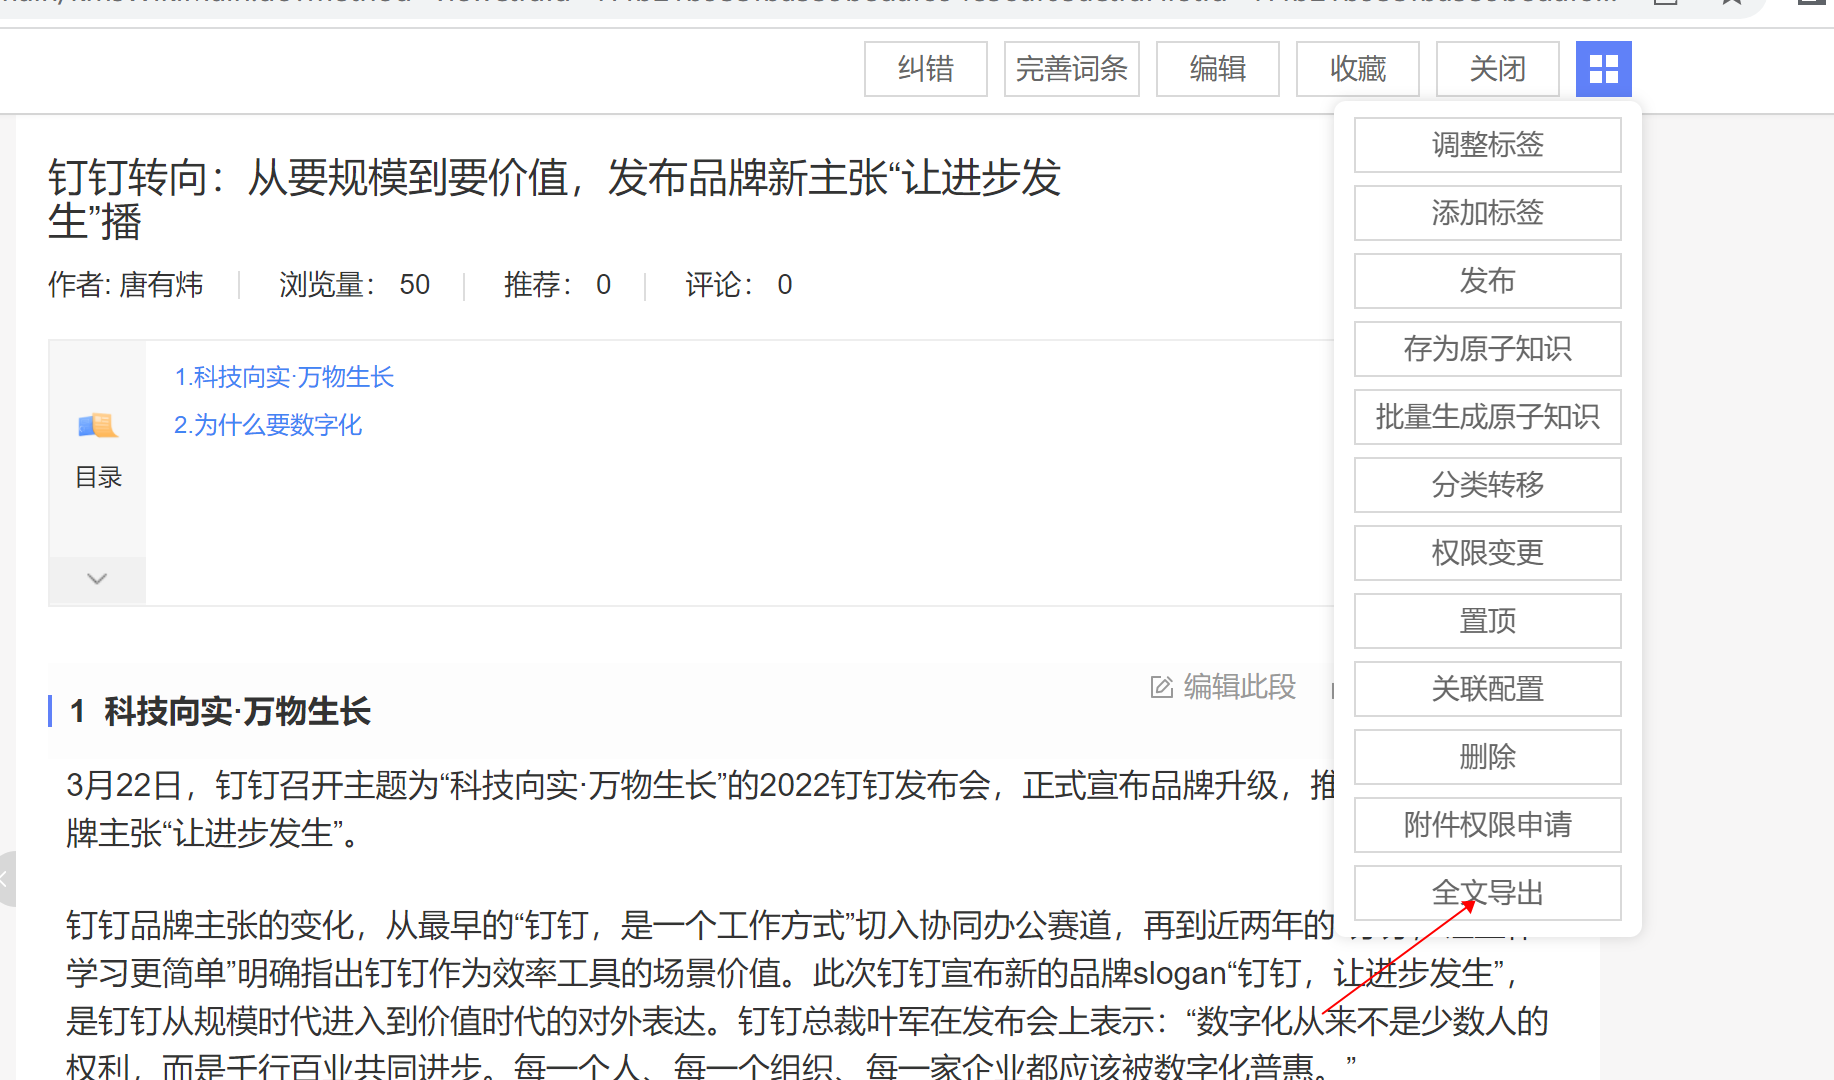 纠错
完善词条
编辑
收藏
关闭
调整标签
添加标签
发布
存为原子知识
批量生成原子知识
分类转移
权限变更
置顶
关联配置
删除
附件权限申请
全文导出
钉钉转向：从要规模到要价值，发布品牌新主张“让进步发
生”播
作者: 唐有炜
浏览量： 50
推荐： 0
评论： 0
目录
1.科技向实·万物生长
2.为什么要数字化
1 科技向实·万物生长
编辑此段
3月22日，钉钉召开主题为“科技向实·万物生长”的2022钉钉发布会，正式宣布品牌升级，推
牌主张“让进步发生”。
钉钉品牌主张的变化，从最早的“钉钉，是一个工作方式”切入协同办公赛道，再到近两年的
学习更简单”明确指出钉钉作为效率工具的场景价值。此次钉钉宣布新的品牌slogan“钉钉，让进步发生”，
是钉钉从规模时代进入到价值时代的对外表达。钉钉总裁叶军在发布会上表示：“数字化从来不是少数人的
权利，而是千行百业共同进步。每一个人、每一个组织、每一家企业都应该被数字化普惠。”